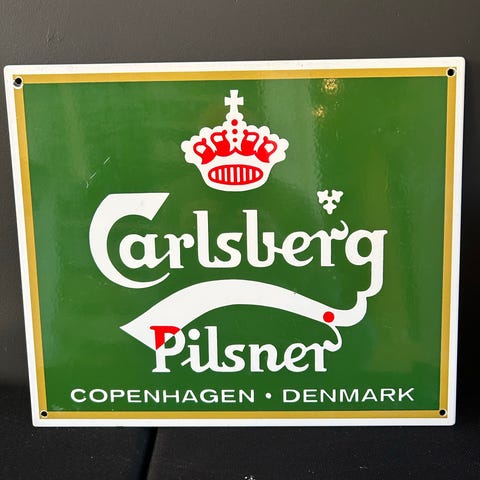 Carlsberg
Pilsner
COPENHAGEN • DENMARK